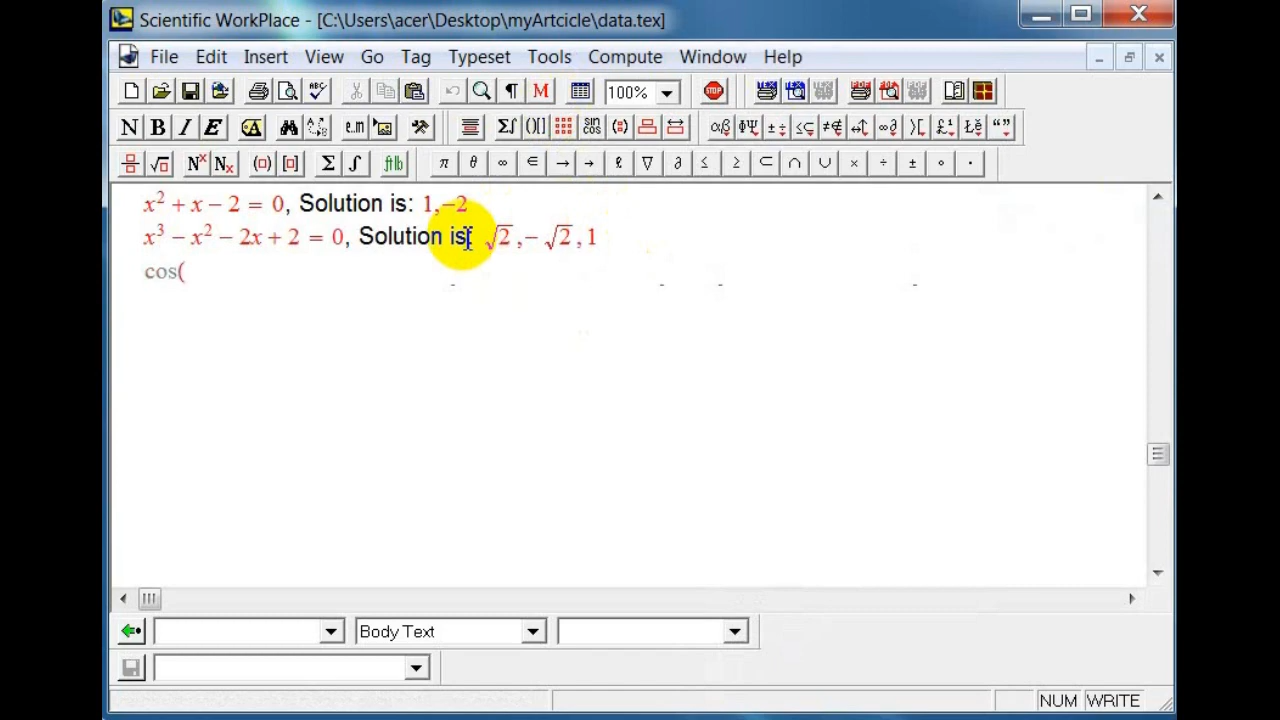 Scientific WorkPlace - [C:\Users\acer\Desktop\myArtcicle\data.tex]
File Edit Insert View Go Tag Typeset Tools Compute Window Help
100%
N B I E
x² + x − 2 = 0, Solution is: 1,−2
x³ − x² − 2x + 2 = 0, Solution is: √2,−√2,1
cos(
Body Text
NUM WRITE